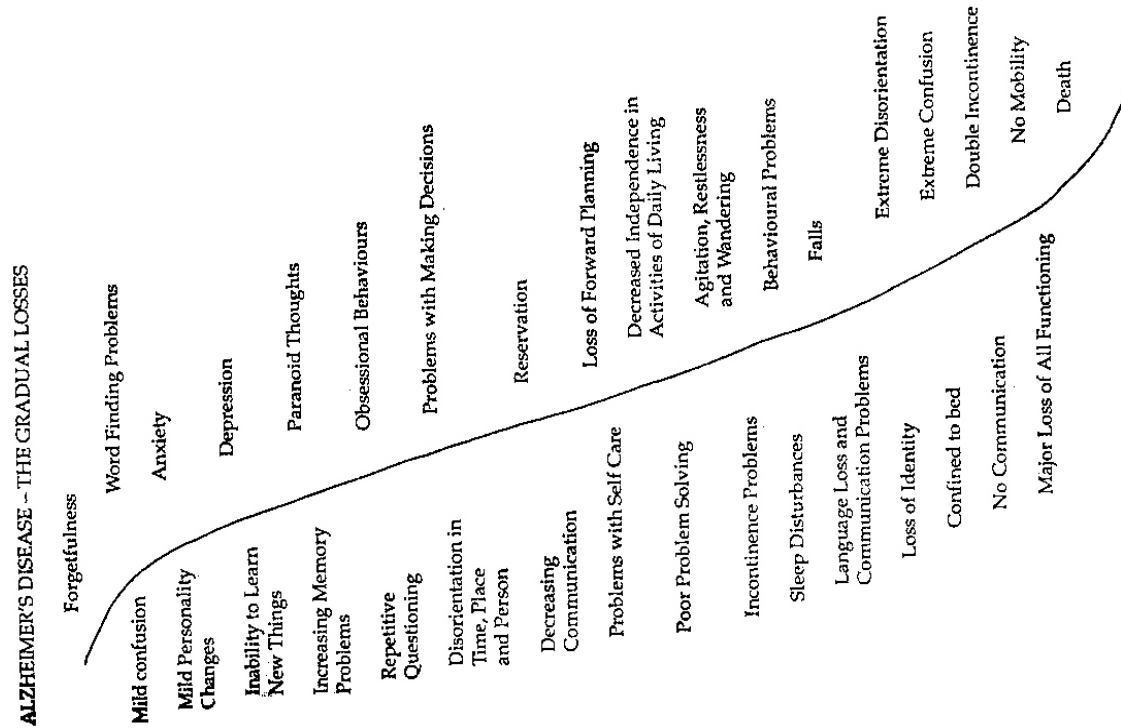 ALZHEIMER'S DISEASE – THE GRADUAL LOSSES
Forgetfulness
Word Finding Problems
Anxiety
Depression
Paranoid Thoughts
Obsessional Behaviours
Problems with Making Decisions
Reservation
Loss of Forward Planning
Decreased Independence in
Activities of Daily Living
Agitation, Restlessness
and Wandering
Behavioural Problems
Falls
Extreme Disorientation
Extreme Confusion
Double Incontinence
No Mobility
Death
Mild confusion
Mild Personality
Changes
Inability to Learn
New Things
Increasing Memory
Problems
Repetitive
Questioning
Disorientation in
Time, Place
and Person
Decreasing
Communication
Problems with Self Care
Poor Problem Solving
Incontinence Problems
Sleep Disturbances
Language Loss and
Communication Problems
Loss of Identity
Confined to bed
No Communication
Major Loss of All Functioning